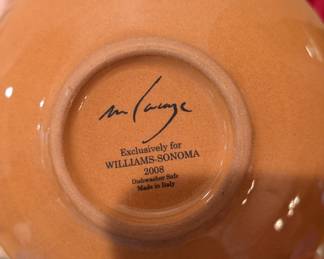 Exclusively for
WILLIAMS-SONOMA
2008
Dishwasher Safe
Made in Italy